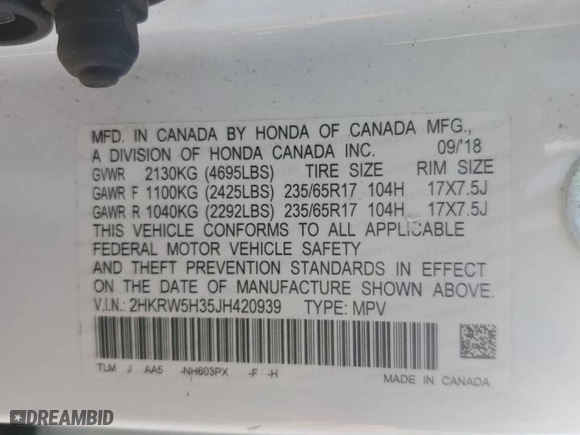 MFD. IN CANADA BY HONDA OF CANADA MFG.,
A DIVISION OF HONDA CANADA INC. 09/'18
GVWR 2130KG (4695LBS) TIRE SIZE RIM SIZE
GAWR F 1100KG (2425LBS) 235/65R17 104H 17X7.5J
GAWR R 1040KG (2292LBS) 235/65R17 104H 17X7.5J
THIS VEHICLE CONFORMS TO ALL APPLICABLE
FEDERAL MOTOR VEHICLE SAFETY
AND THEFT PREVENTION STANDARDS IN EFFECT
ON THE DATE OF MANUFACTURE SHOWN ABOVE.
V.I.N.: 2HKRW5H35JH420939 TYPE: MPV
TLM J AA5 -NH603PX -F -H
MADE IN CANADA
DREAMBID